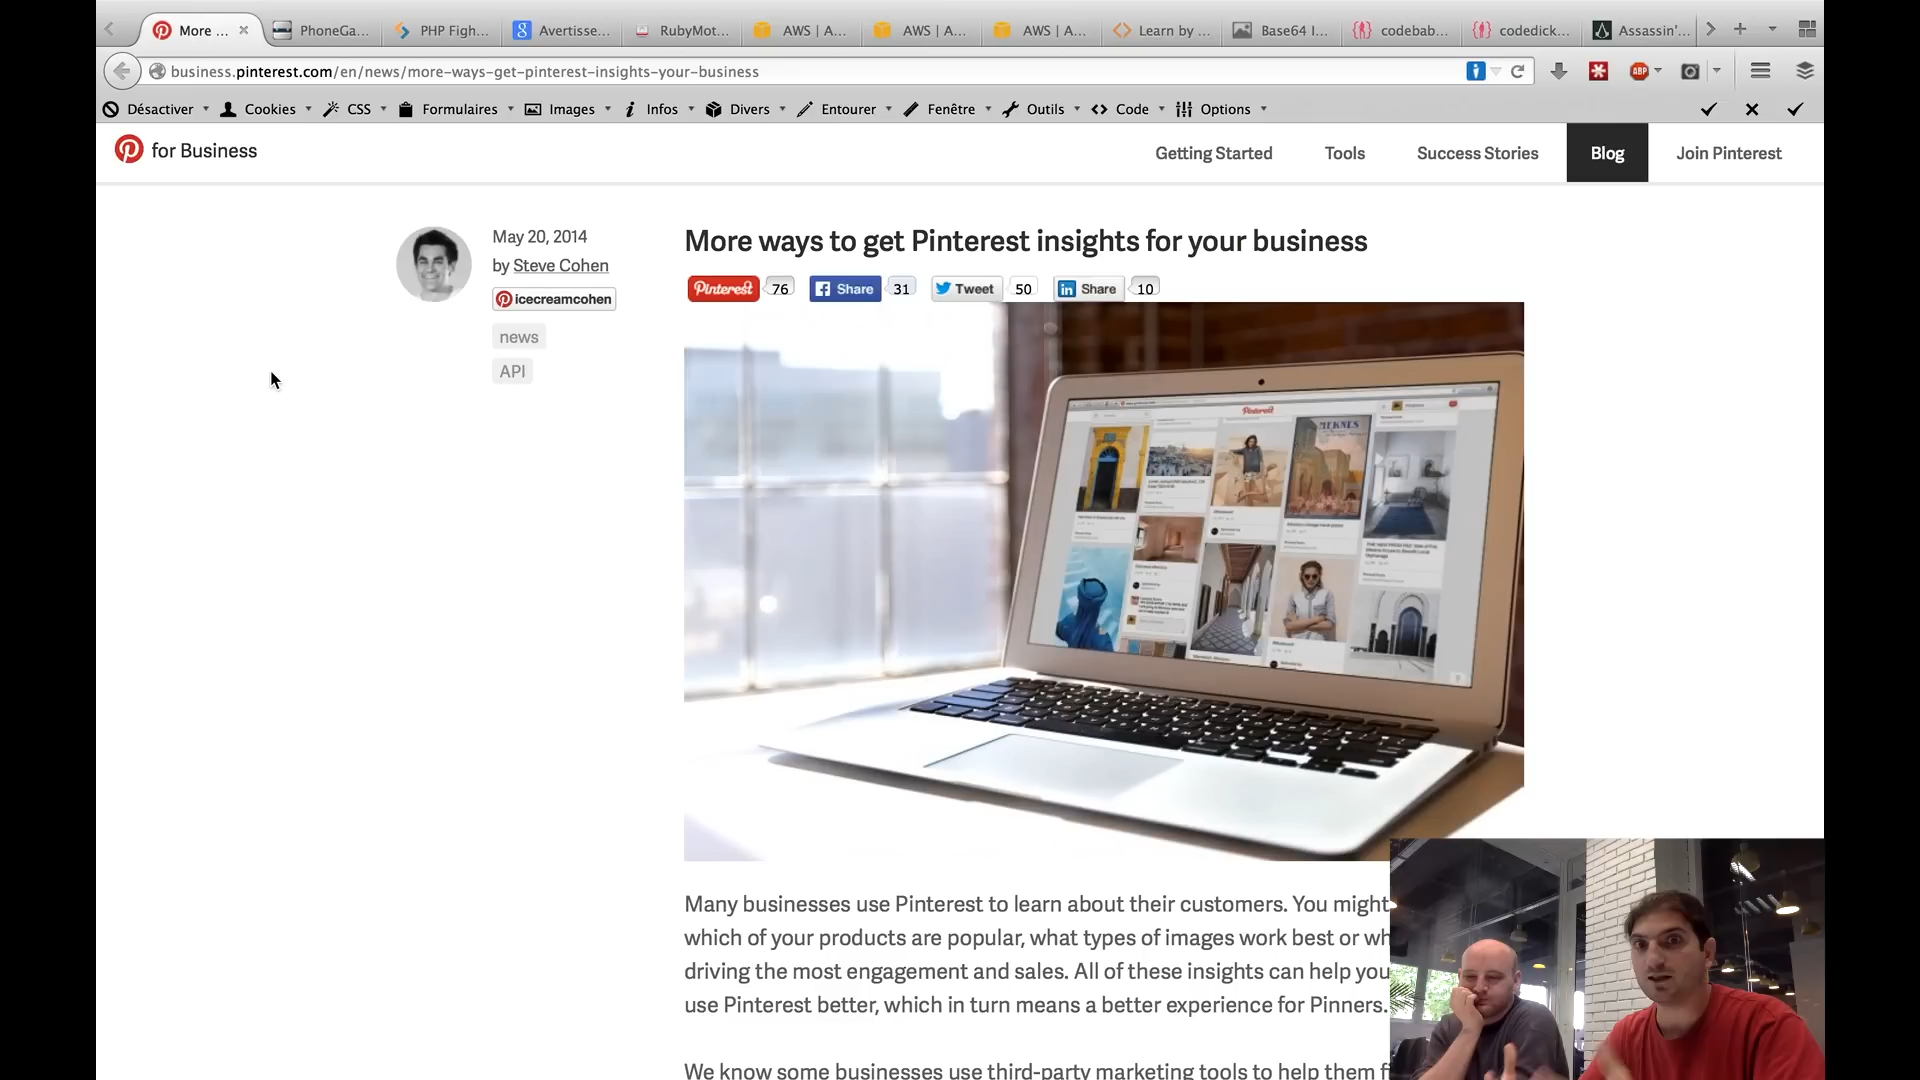 More ...
PhoneGa...
PHP Figh...
Avertisse...
RubyMot...
AWS | A...
AWS | A...
AWS | A...
Learn by ...
Base64 I...
codebab...
codedick...
Assassin'...
business.pinterest.com/en/news/more-ways-get-pinterest-insights-your-business
ABP
Désactiver
Cookies
CSS
Formulaires
Images
Infos
Divers
Entourer
Fenêtre
Outils
Code
Options
for Business
Getting Started
Tools
Success Stories
Blog
Join Pinterest
May 20, 2014
by Steve Cohen
icecreamcohen
news
API
More ways to get Pinterest insights for your business
Pinterest 76
Share 31
Tweet 50
Share 10
Pinterest
MEKNES
Many businesses use Pinterest to learn about their customers. You might
which of your products are popular, what types of images work best or wh
driving the most engagement and sales. All of these insights can help you
use Pinterest better, which in turn means a better experience for Pinners.
We know some businesses use third-party marketing tools to help them fi